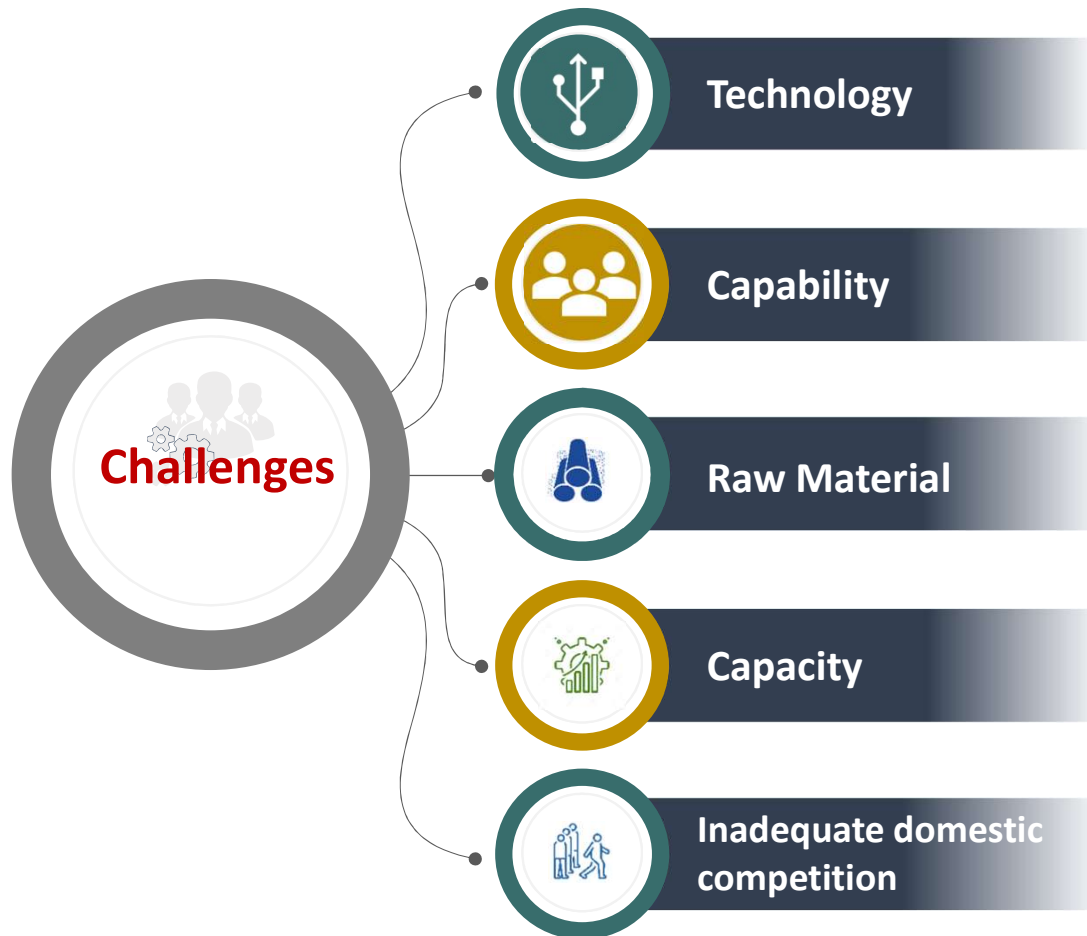 Challenges
Technology
Capability
Raw Material
Capacity
Inadequate domestic
competition